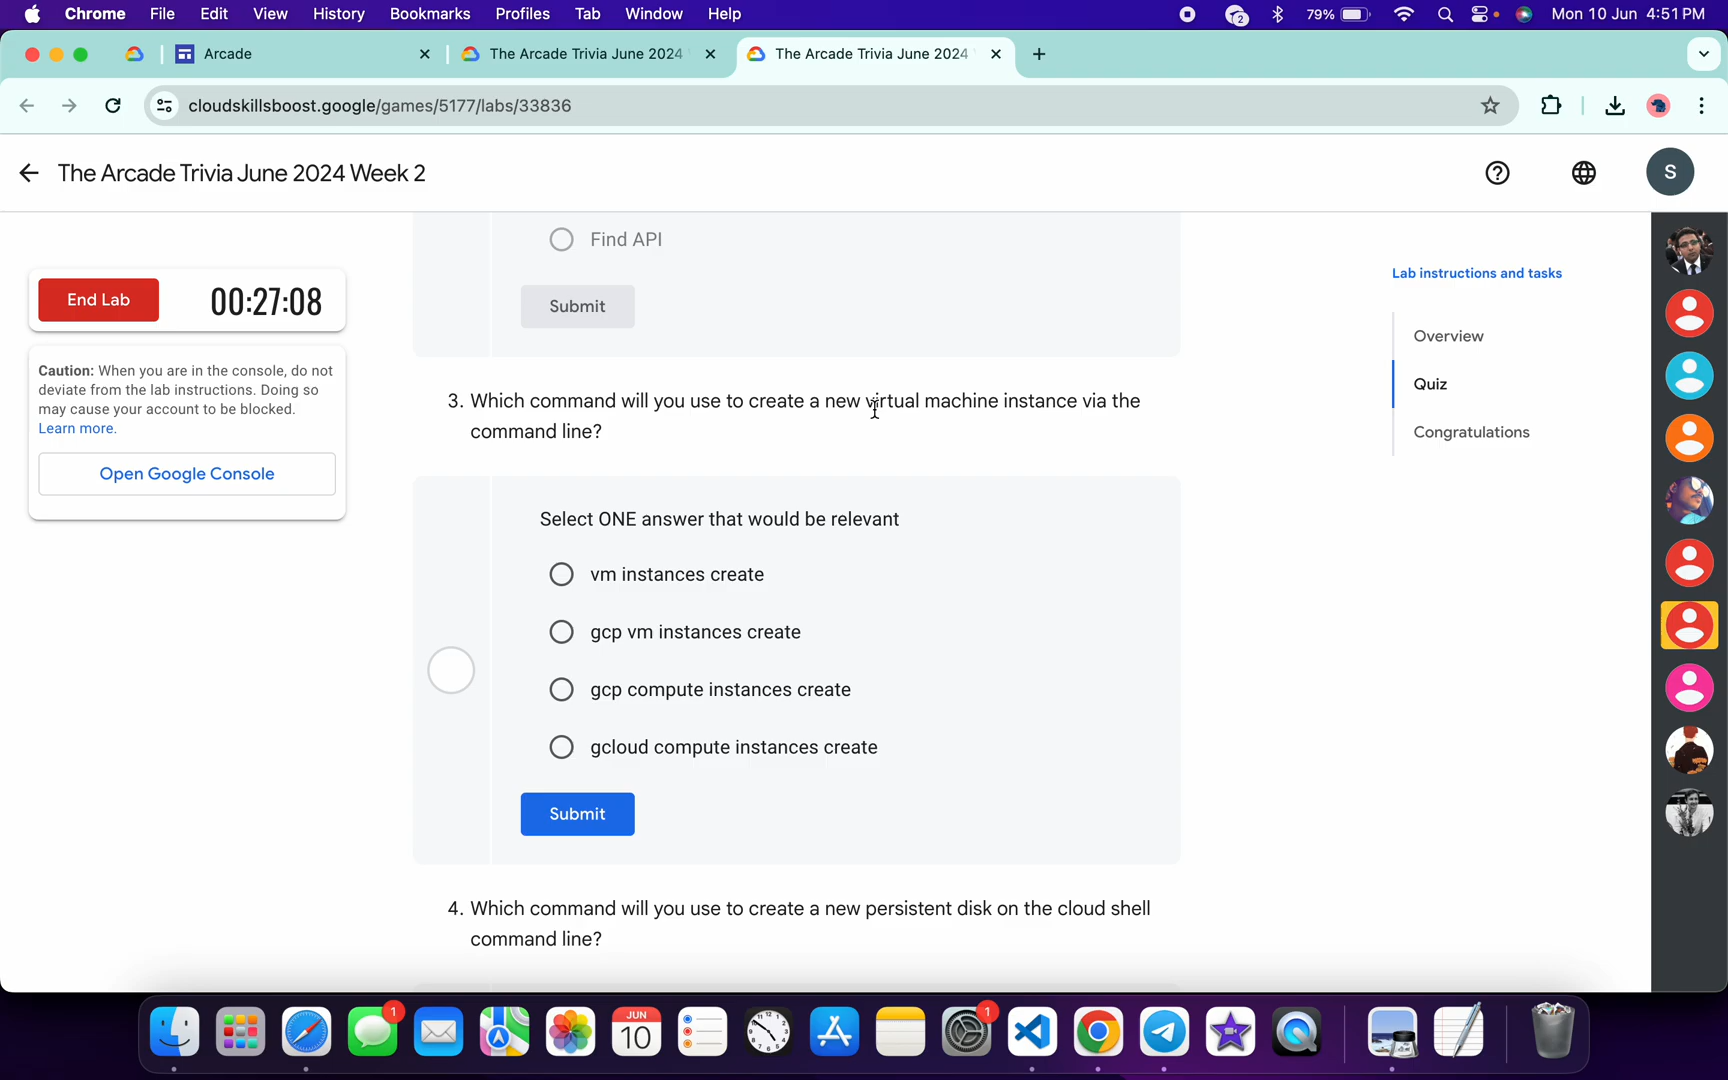 Chrome File Edit View History Bookmarks Profiles Tab Window Help 2 79% Mon 10 Jun 4:51 PM
Arcade The Arcade Trivia June 2024 The Arcade Trivia June 2024
cloudskillsboost.google/games/5177/labs/33836
The Arcade Trivia June 2024 Week 2
S
End Lab 00:27:08
Caution: When you are in the console, do not
deviate from the lab instructions. Doing so
may cause your account to be blocked.
Learn more.
Open Google Console
Find API
Submit
3. Which command will you use to create a new virtual machine instance via the
command line?
Select ONE answer that would be relevant
vm instances create
gcp vm instances create
gcp compute instances create
gcloud compute instances create
Submit
4. Which command will you use to create a new persistent disk on the cloud shell
command line?
Lab instructions and tasks
Overview
Quiz
Congratulations
1
JUN
10
1